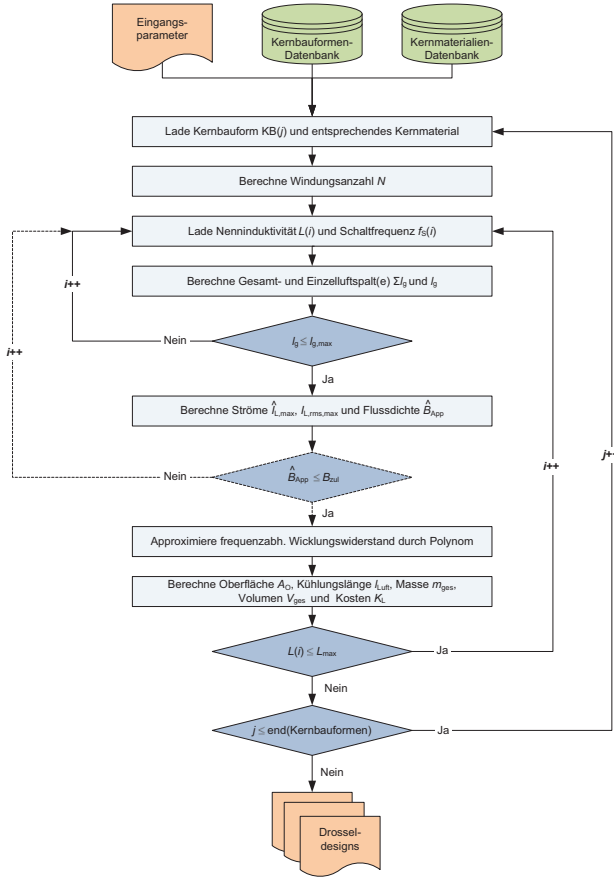 Eingangs-
parameter
Kernbauformen-
Datenbank
Kernmaterialien-
Datenbank
Lade Kernbauform KB(j) und entsprechendes Kernmaterial
Berechne Windungsanzahl N
Lade Nenninduktivität L(i) und Schaltfrequenz fS(i)
i++
Berechne Gesamt- und Einzelluftspalt(e) Σlg und lg
Nein
lg ≤ lg,max
i++
Ja
Berechne Ströme ÎL,max, IL,rms,max und Flussdichte B̂App
i++
j+
Nein
B̂App ≤ Bzul
Ja
Approximiere frequenzabh. Wicklungswiderstand durch Polynom
Berechne Oberfläche AO, Kühlungslänge lLuft, Masse mges,
Volumen Vges und Kosten KL
L(i) ≤ Lmax
Ja
Nein
j ≤ end(Kernbauformen)
Ja
Nein
Drossel-
designs